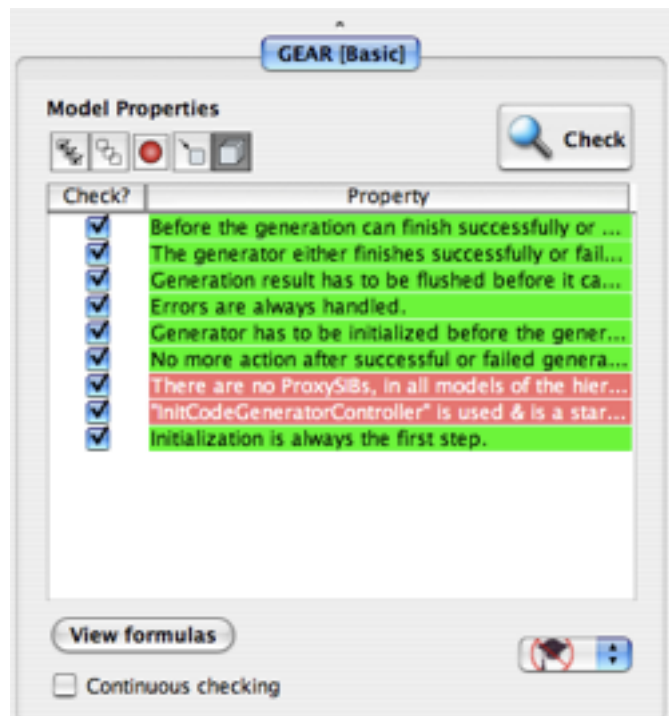 GEAR [Basic]
Model Properties
Check
Check? Property
Before the generation can finish successfully or ...
The generator either finishes successfully or fail...
Generation result has to be flushed before it ca...
Errors are always handled.
Generator has to be initialized before the gener...
No more action after successful or failed genera...
There are no ProxySIBs, in all models of the hier...
"InitCodeGeneratorController" is used & is a star...
Initialization is always the first step.
View formulas
Continuous checking